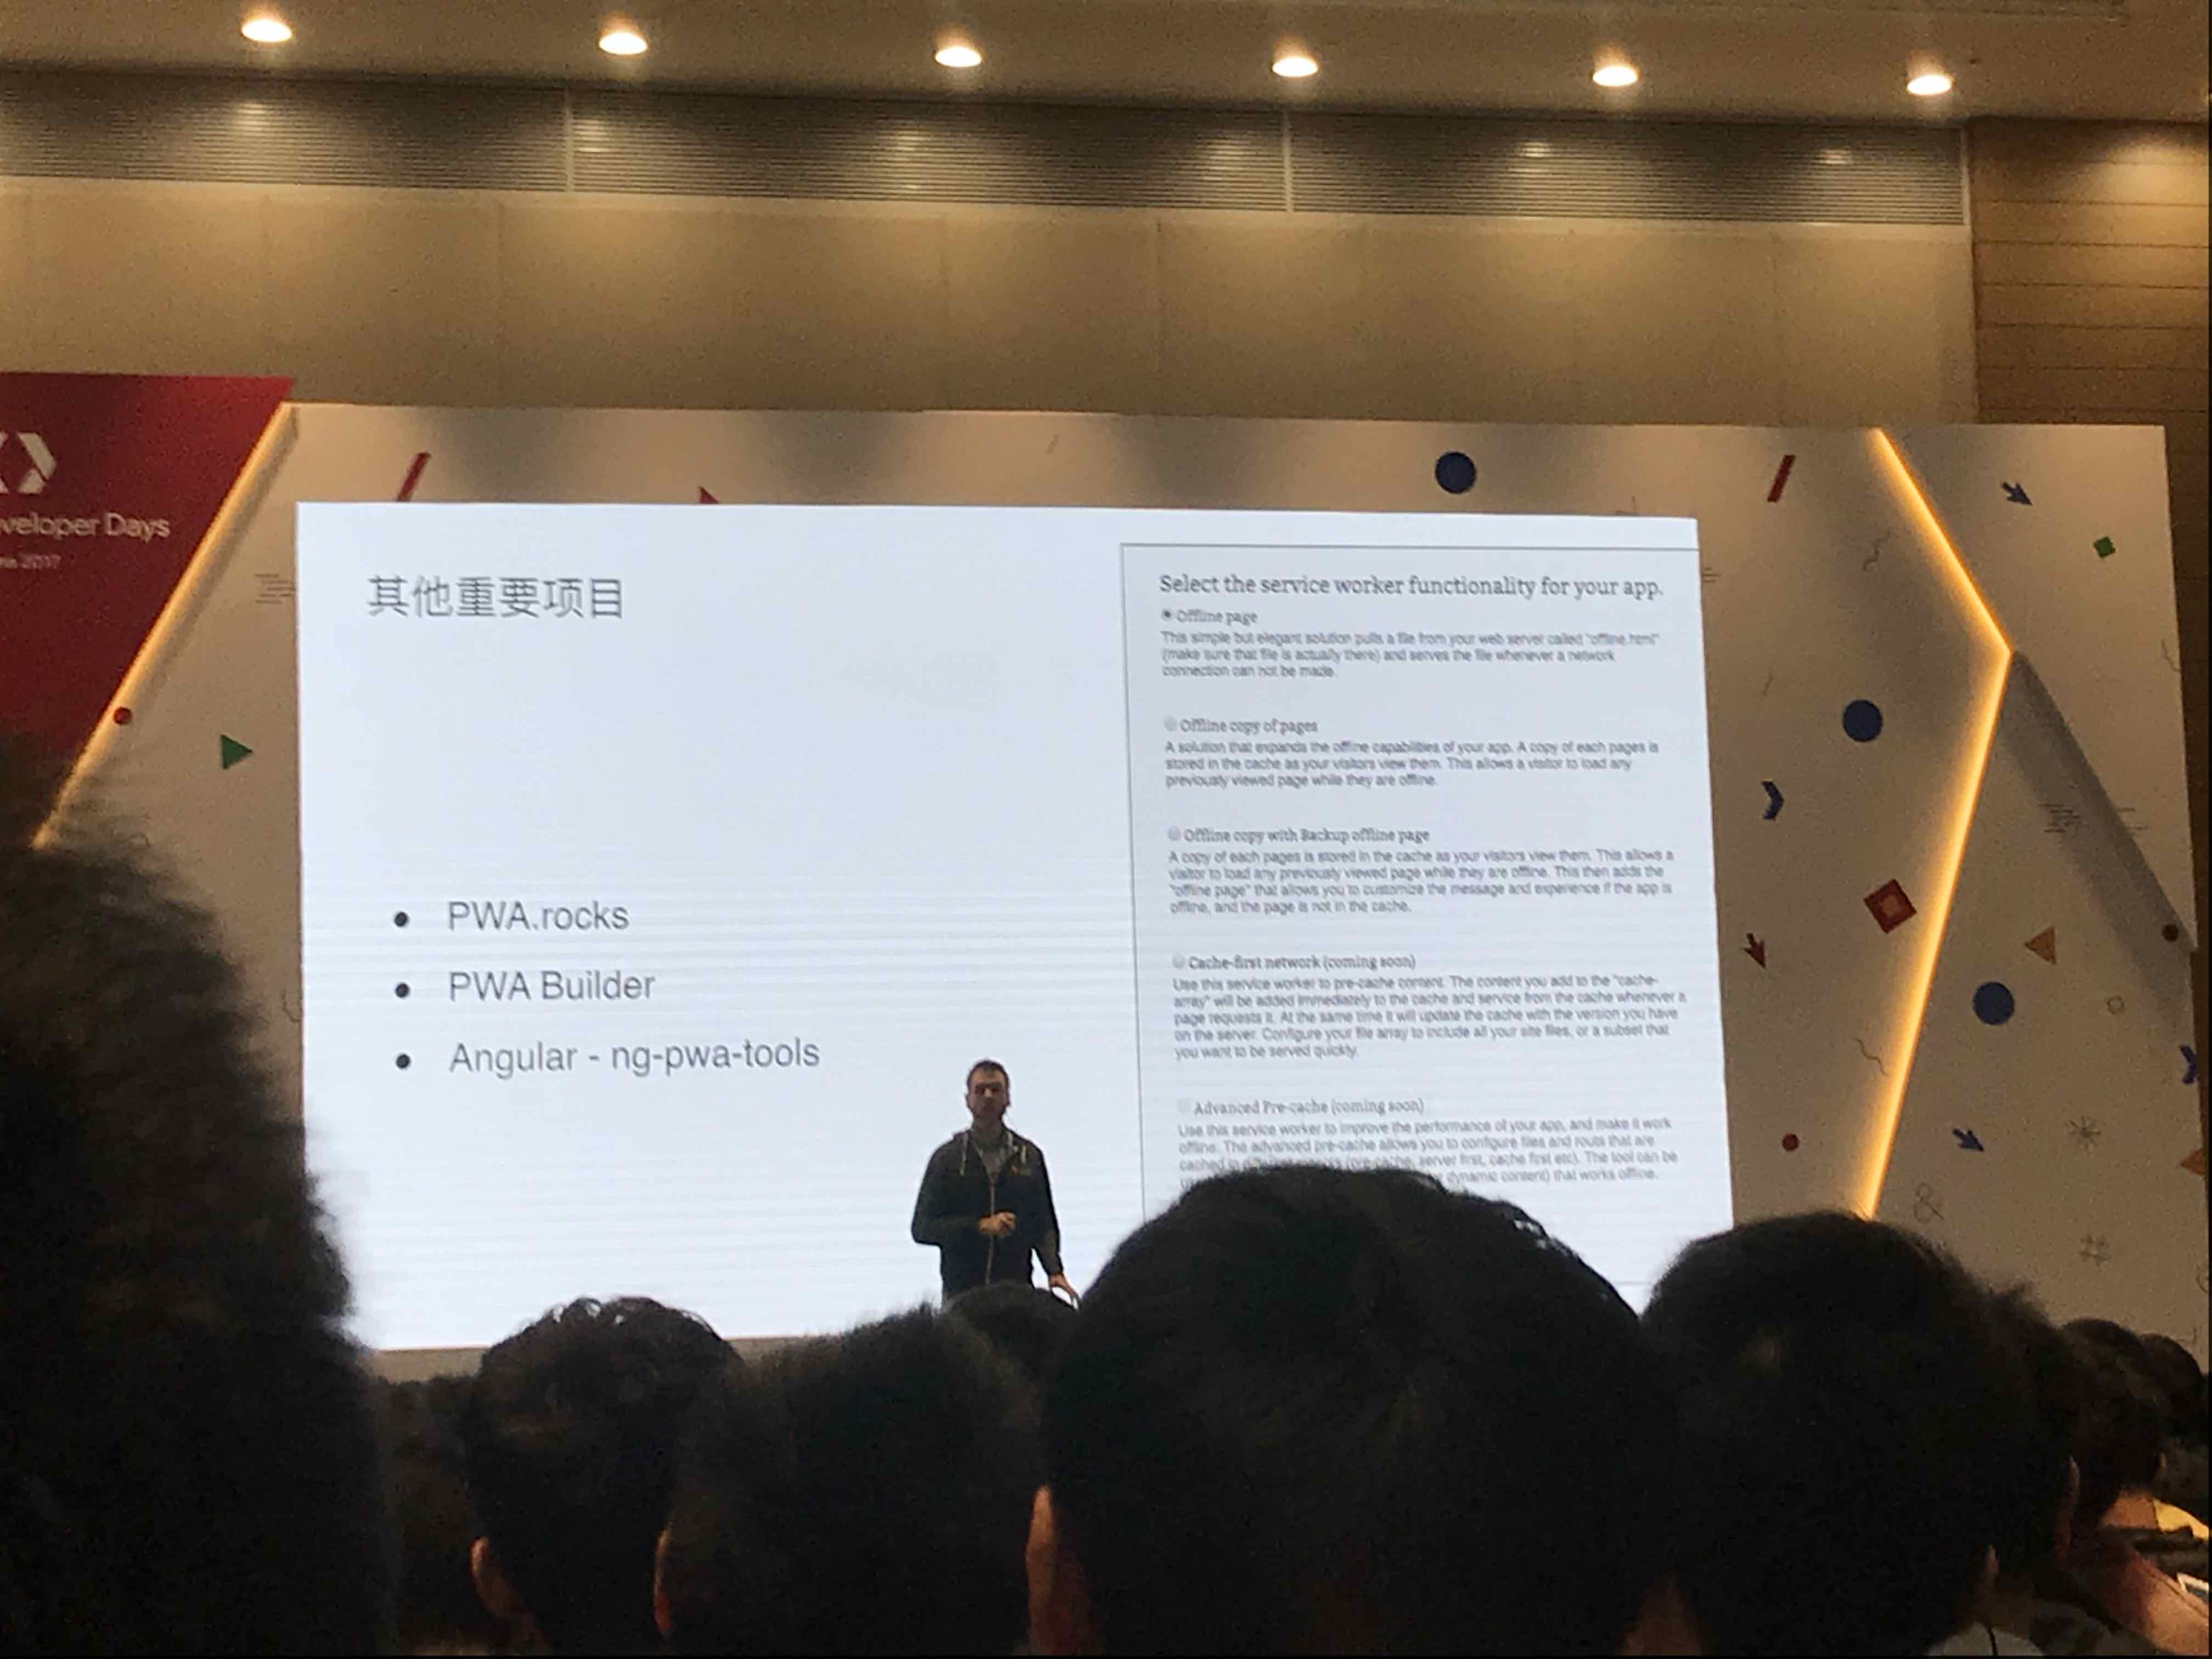 veloper Days
2017
其他重要项目
PWA.rocks
PWA Builder
Angular - ng-pwa-tools
Select the service worker functionality for your app.
Offline page
This simple but elegant solution pulls a file from your web server called "offline.html"
(make sure that file is actually there) and serves the file whenever a network
connection can not be made.
Offline copy of pages
A solution that expands the offline capabilities of your app. A copy of each pages is
stored in the cache as your visitors view them. This allows a visitor to load any
previously viewed page while they are offline.
Offline copy with Backup offline page
A copy of each pages is stored in the cache as your visitors view them. This allows a
visitor to load any previously viewed page while they are offline. This then adds the
"offline page" that allows you to customize the message and experience if the app is
offline, and the page is not in the cache.
Cache-first network (coming soon)
Use this service worker to pre-cache content. The content you add to the "cache-
array" will be added immediately to the cache and service from the cache whenever a
page requests it. At the same time it will update the cache with the version you have
on the server. Configure your file array to include all your site files, or a subset that
you want to be served quickly.
Advanced Pre-cache (coming soon)
Use this service worker to improve the performance of your app, and make it work
offline. The advanced pre-cache allows you to configure files and routs that are
cached in (pre-cache, server first, cache first etc). The tool can be
dynamic content) that works offline.
&
#